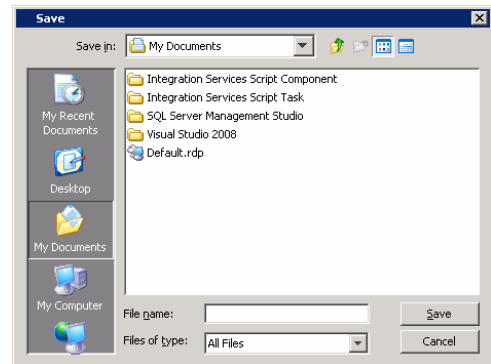 Save
Save in:
My Documents
My Recent
Documents
Desktop
My Documents
My Computer
Integration Services Script Component
Integration Services Script Task
SQL Server Management Studio
Visual Studio 2008
Default.rdp
File name:
Save
Files of type:
All Files
Cancel